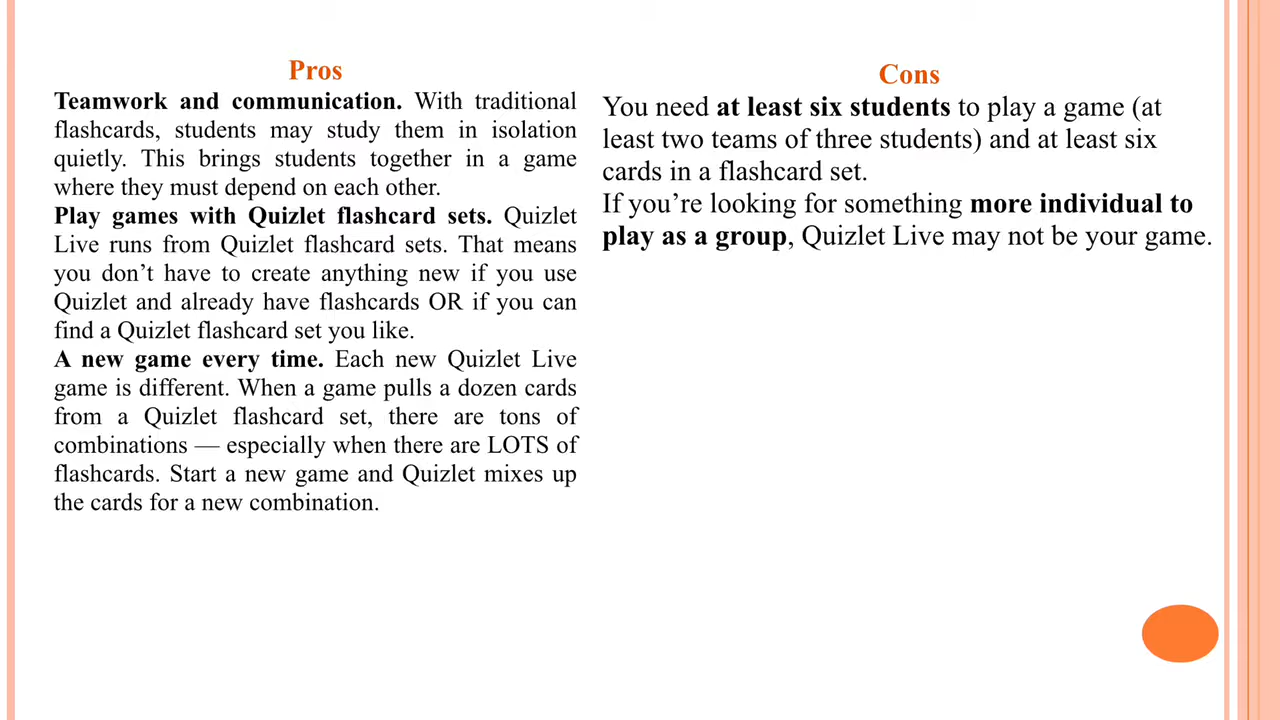 Pros
Teamwork and communication. With traditional
flashcards, students may study them in isolation
quietly. This brings students together in a game
where they must depend on each other.
Play games with Quizlet flashcard sets. Quizlet
Live runs from Quizlet flashcard sets. That means
you don’t have to create anything new if you use
Quizlet and already have flashcards OR if you can
find a Quizlet flashcard set you like.
A new game every time. Each new Quizlet Live
game is different. When a game pulls a dozen cards
from a Quizlet flashcard set, there are tons of
combinations — especially when there are LOTS of
flashcards. Start a new game and Quizlet mixes up
the cards for a new combination.
Cons
You need at least six students to play a game (at
least two teams of three students) and at least six
cards in a flashcard set.
If you’re looking for something more individual to
play as a group, Quizlet Live may not be your game.